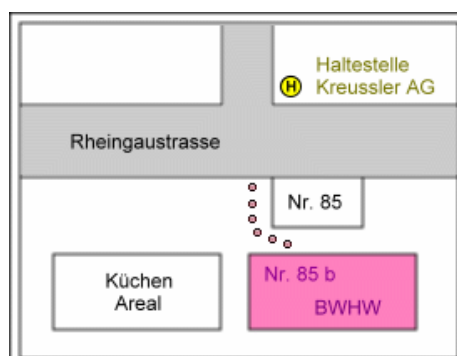 Haltestelle
H Kreussler AG
Rheingaustrasse
Nr. 85
Nr. 85 b
BWHW
Küchen
Areal